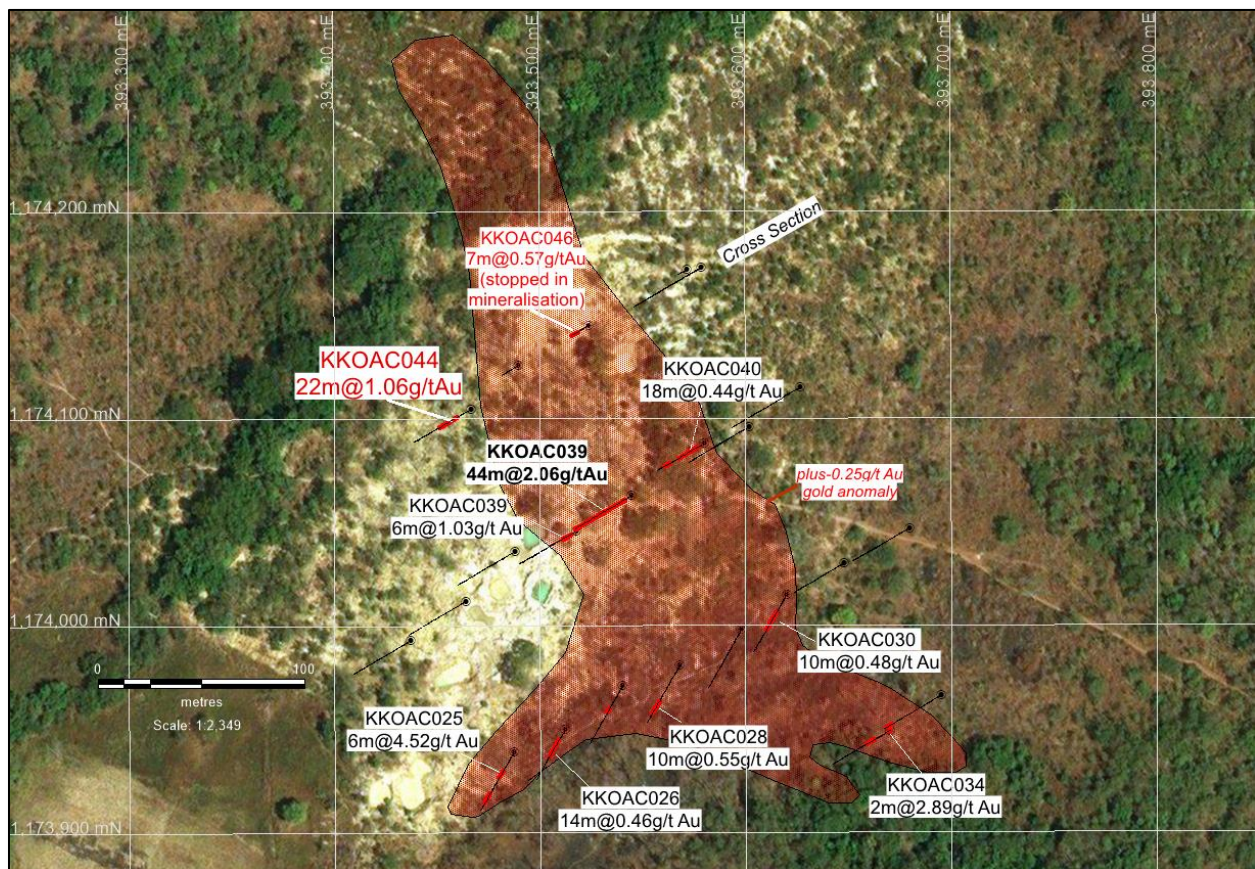 393,300 mE
393,400 mE
393,500 mE
393,600 mE
393,700 mE
393,800 mE
1,174,200 mN
Cross Section
KKOAC046
7m@0.57g/tAu
(stopped in
mineralisation)
KKOAC044
22m@1.06g/tAu
KKOAC040
18m@0.44g/t Au
1,174,100 mN
KKOAC039
44m@2.06g/tAu
plus-0.25g/t Au
gold anomaly
KKOAC039
6m@1.03g/t Au
1,174,000 mN
KKOAC030
10m@0.48g/t Au
0 100
metres
Scale: 1:2,349
KKOAC025
6m@4.52g/t Au
KKOAC028
10m@0.55g/t Au
KKOAC034
2m@2.89g/t Au
KKOAC026
14m@0.46g/t Au
1,173,900 mN